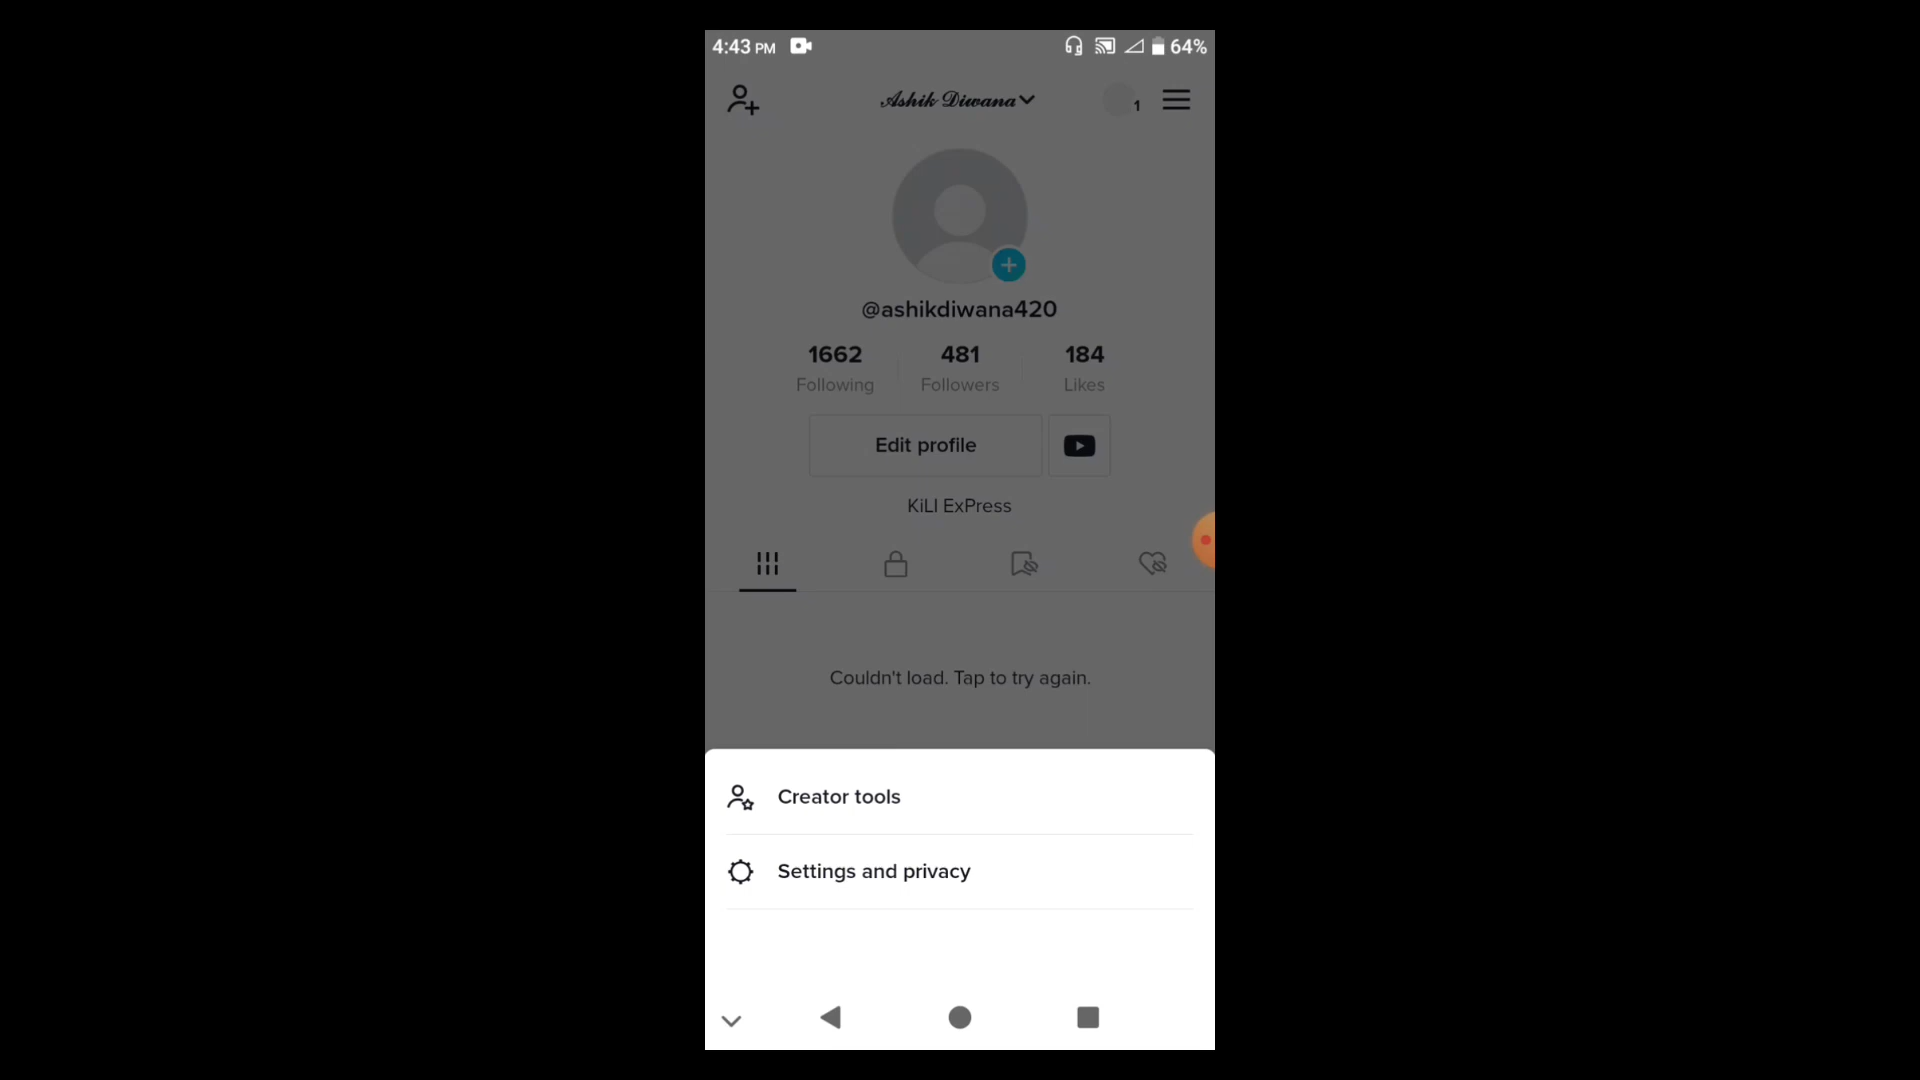 4:43 PM 64%
Ashik Diwana 1
@ashikdiwana420
1662 481 184
Following Followers Likes
Edit profile
KiLl ExPress
Couldn't load. Tap to try again.
Creator tools
Settings and privacy